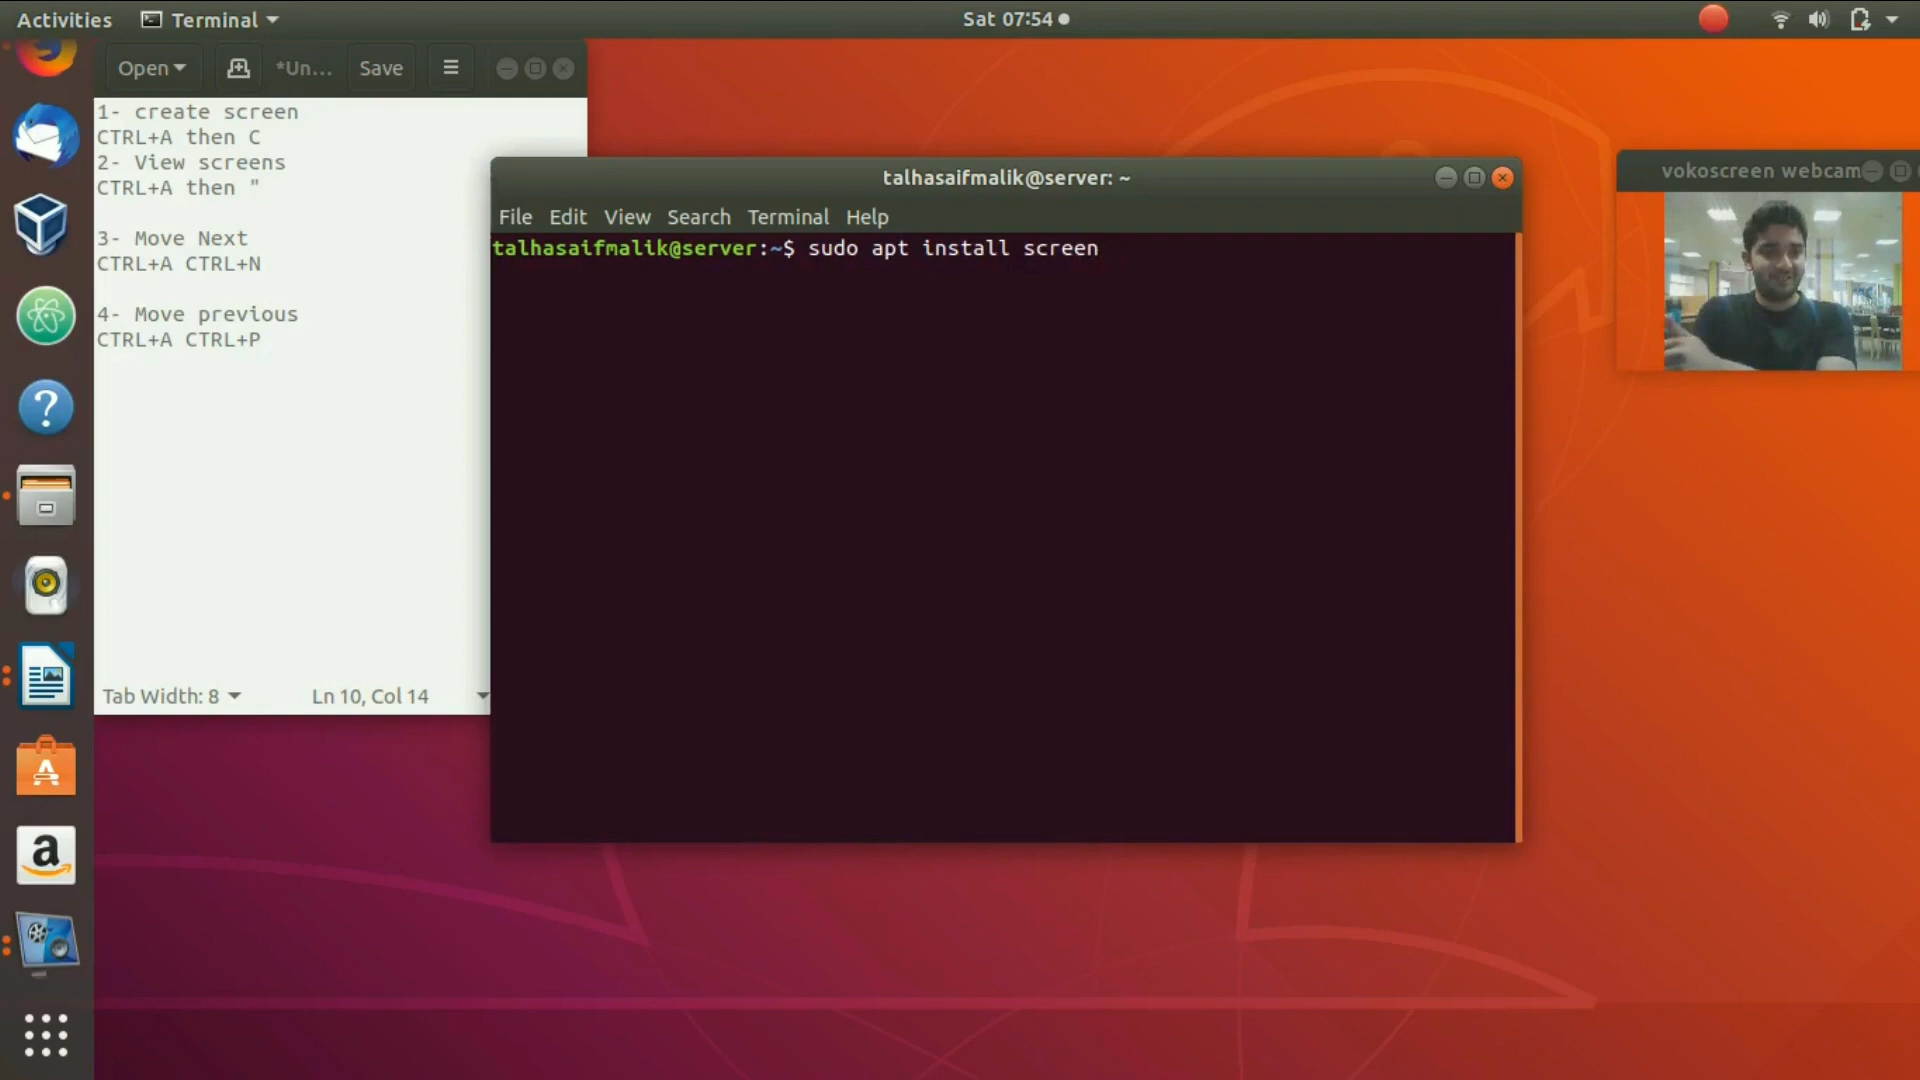 Activities Terminal Sat 07:54
Open *Un... Save
1- create screen
CTRL+A then C
2- View screens
CTRL+A then "
3- Move Next
CTRL+A CTRL+N
4- Move previous
CTRL+A CTRL+P
Tab Width: 8 Ln 10, Col 14
talhasaifmalik@server: ~
File Edit View Search Terminal Help
talhasaifmalik@server:~$ sudo apt install screen
vokoscreen webcam